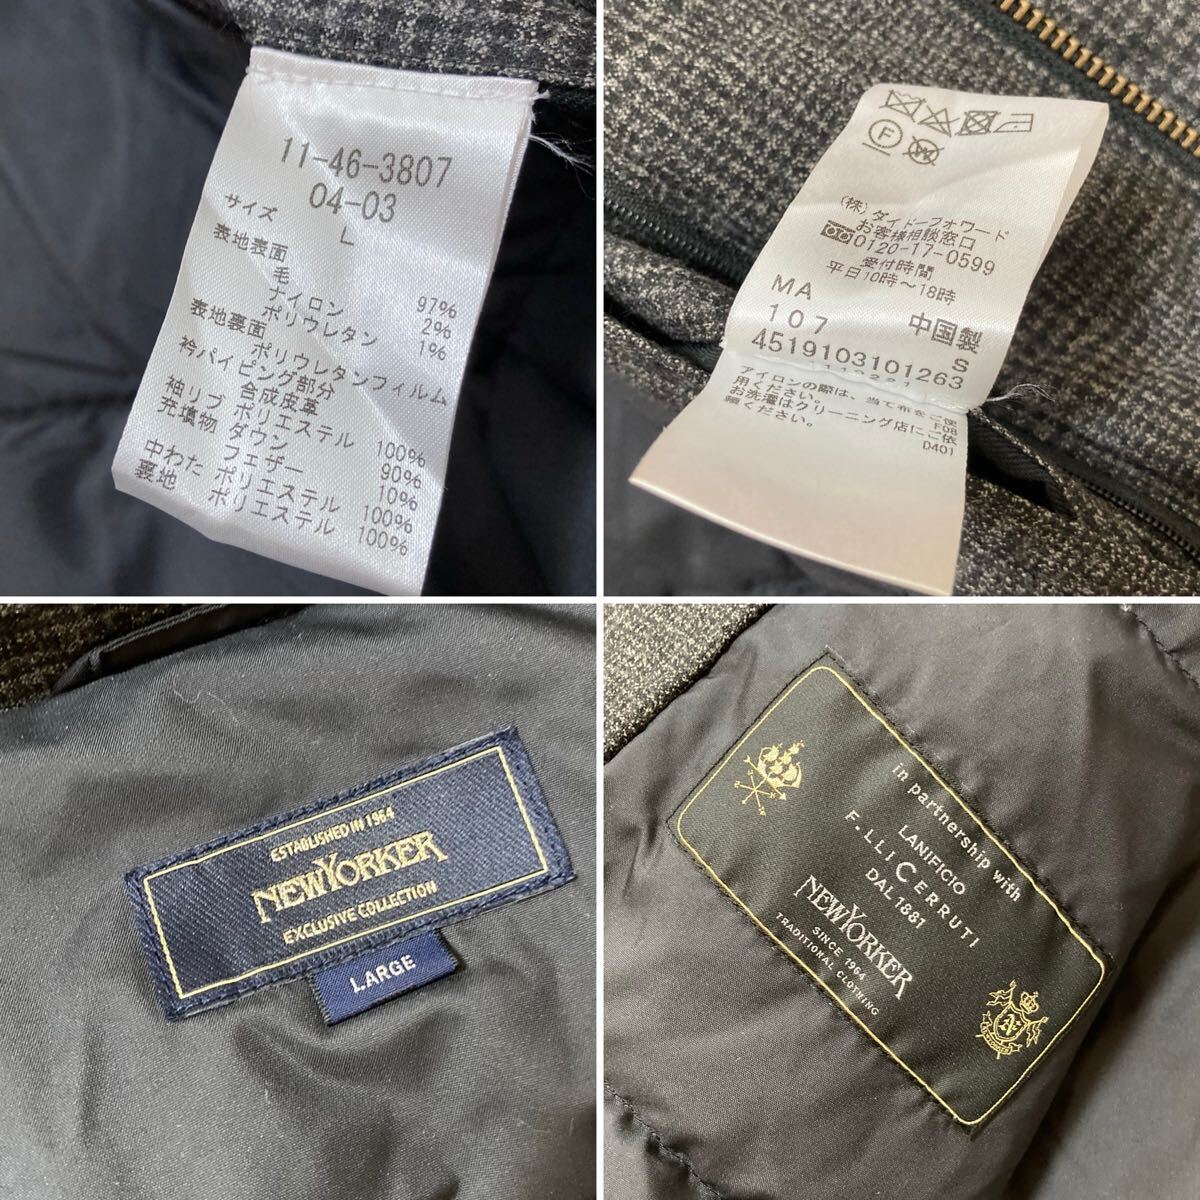 11-46-3807
04-03
サイズ L
表地表面
毛 97%
ナイロン 2%
ポリウレタン 1%
表地裏面
ポリウレタンフィルム
衿パイピング部分
合成皮革
袖リブ ポリエステル 100%
充填物 ダウン 90%
フェザー 10%
中わた ポリエステル 100%
裏地 ポリエステル 100%
F
W
(株)ダイドーフォワード
お客様相談窓口
0120-17-0599
受付時間
平日10時～18時
MA
107 中国製
S
4519103101263
アイロンの際は、当て布をご使
用ください。 F08
お洗濯はクリーニング店にご依
頼ください。 D401
ESTABLISHED IN 1964
NEWYORKER
EXCLUSIVE COLLECTION
LARGE
in partnership with
LANIFICIO
F.LLI CERRUTI
DAL 1881
NEWYORKER
SINCE 1964
TRADITIONAL CLOTHING